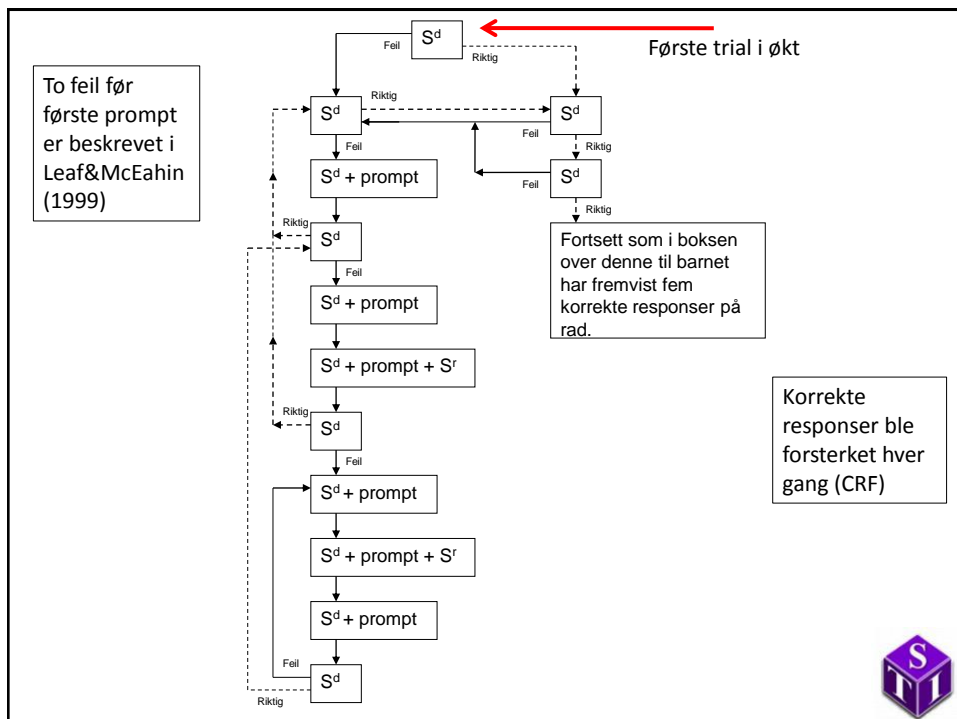 Første trial i økt
To feil før
første prompt
er beskrevet i
Leaf&McEahin
(1999)
Sᵈ
Feil
Riktig
Sᵈ
Riktig
Sᵈ
Feil
Feil
Riktig
Sᵈ + prompt
Feil
Sᵈ
Riktig
Riktig
Sᵈ
Feil
Fortsett som i boksen
over denne til barnet
har fremvist fem
korrekte responser på
rad.
Sᵈ + prompt
Sᵈ + prompt + Sʳ
Riktig
Sᵈ
Feil
Korrekte
responser ble
forsterket hver
gang (CRF)
Sᵈ + prompt
Sᵈ + prompt + Sʳ
Sᵈ + prompt
Feil
Sᵈ
Riktig
S
T I